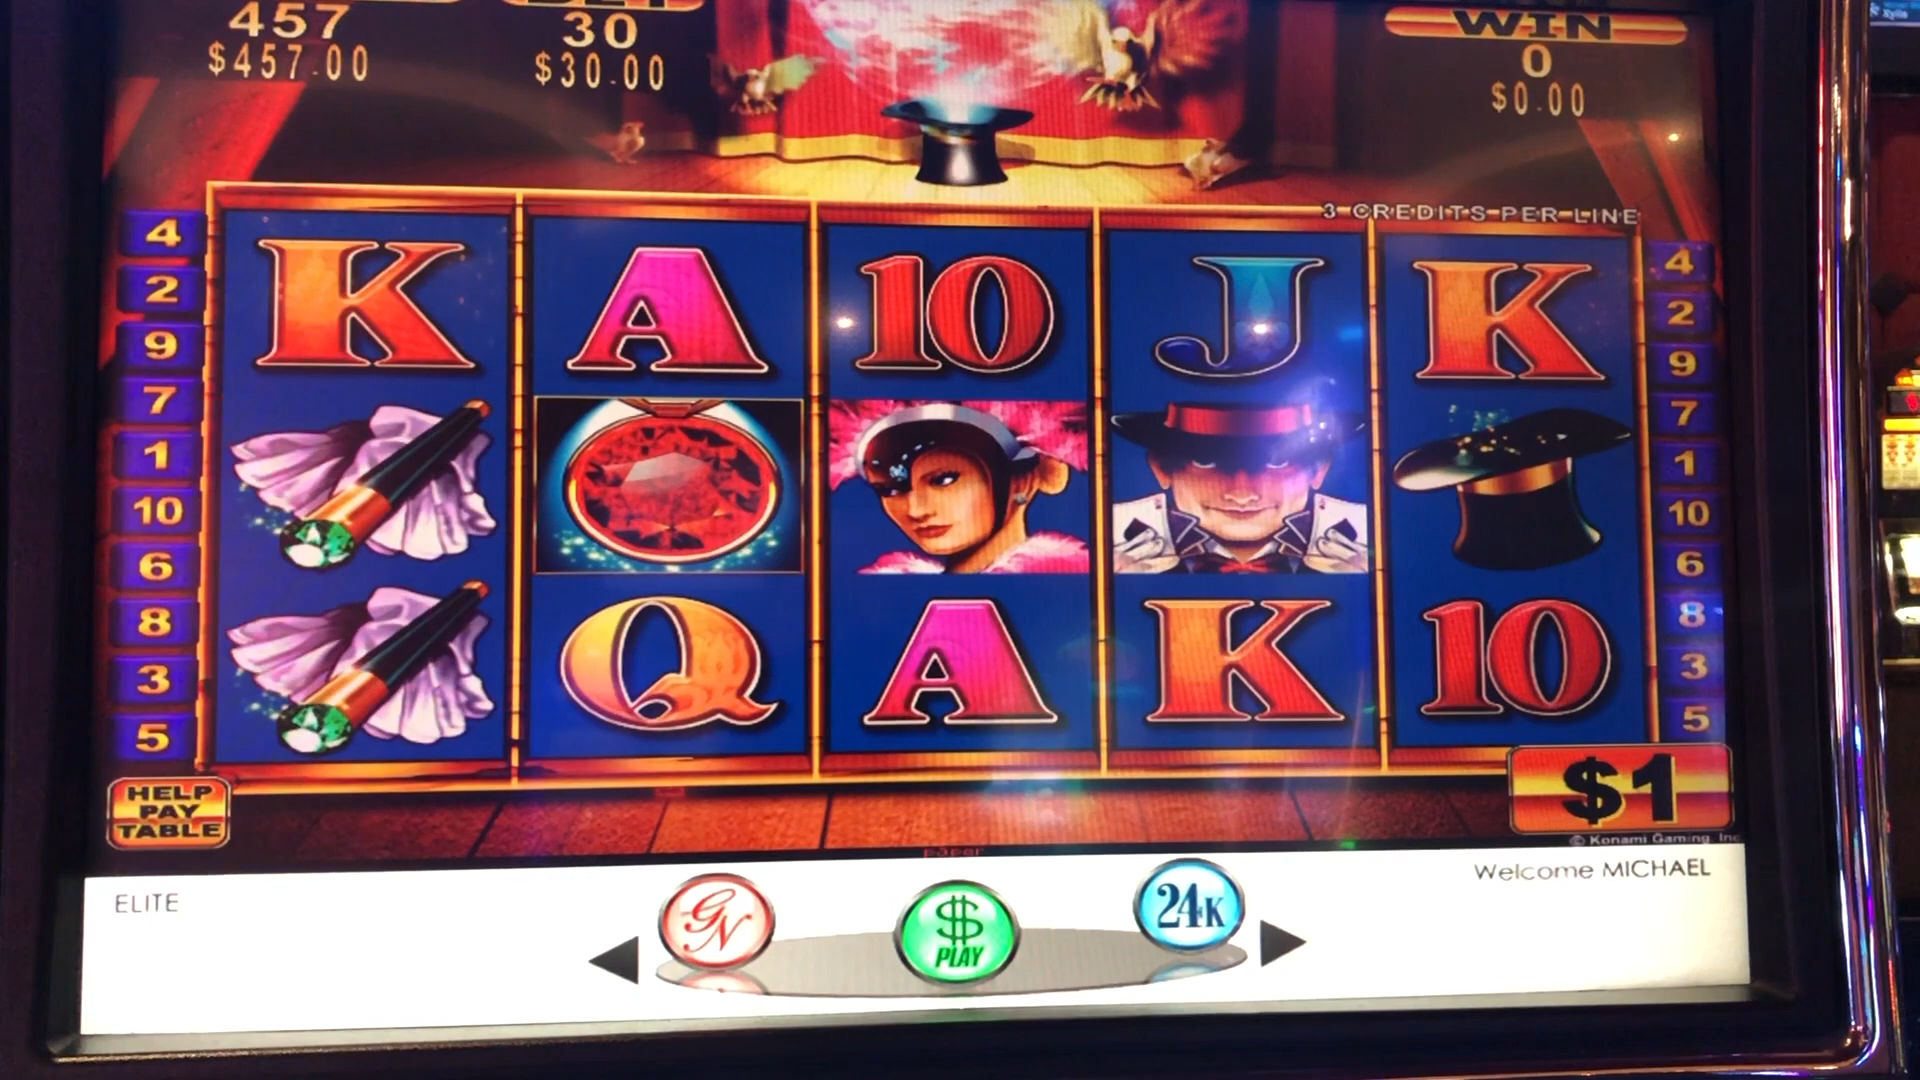 457
$457.00
BET
30
$30.00
WIN
0
$0.00
3 CREDITS PER LINE
4
2
9
7
1
10
6
8
3
5
K A 10 J K
Q A K 10
4
2
9
7
1
10
6
8
3
5
HELP
PAY
TABLE
$1
© Konami Gaming, Inc
paper
ELITE
Welcome MICHAEL
GN
$
PLAY
24K